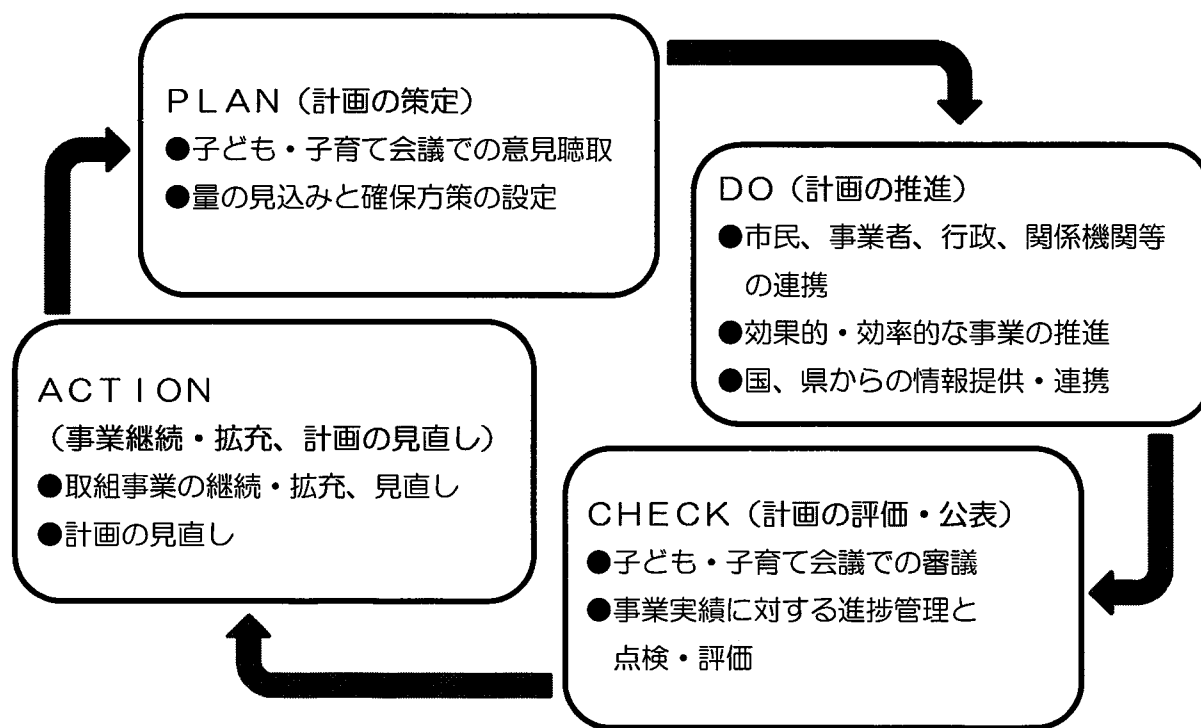 PLAN(計画の策定)
●子ども・子育て会議での意見聴取
●量の見込みと確保方策の設定
DO(計画の推進)
●市民、事業者、行政、関係機関等
の連携
●効果的・効率的な事業の推進
●国、県からの情報提供・連携
CHECK(計画の評価・公表)
●子ども・子育て会議での審議
●事業実績に対する進捗管理と
点検・評価
ACTION
(事業継続・拡充、計画の見直し)
●取組事業の継続・拡充、見直し
●計画の見直し